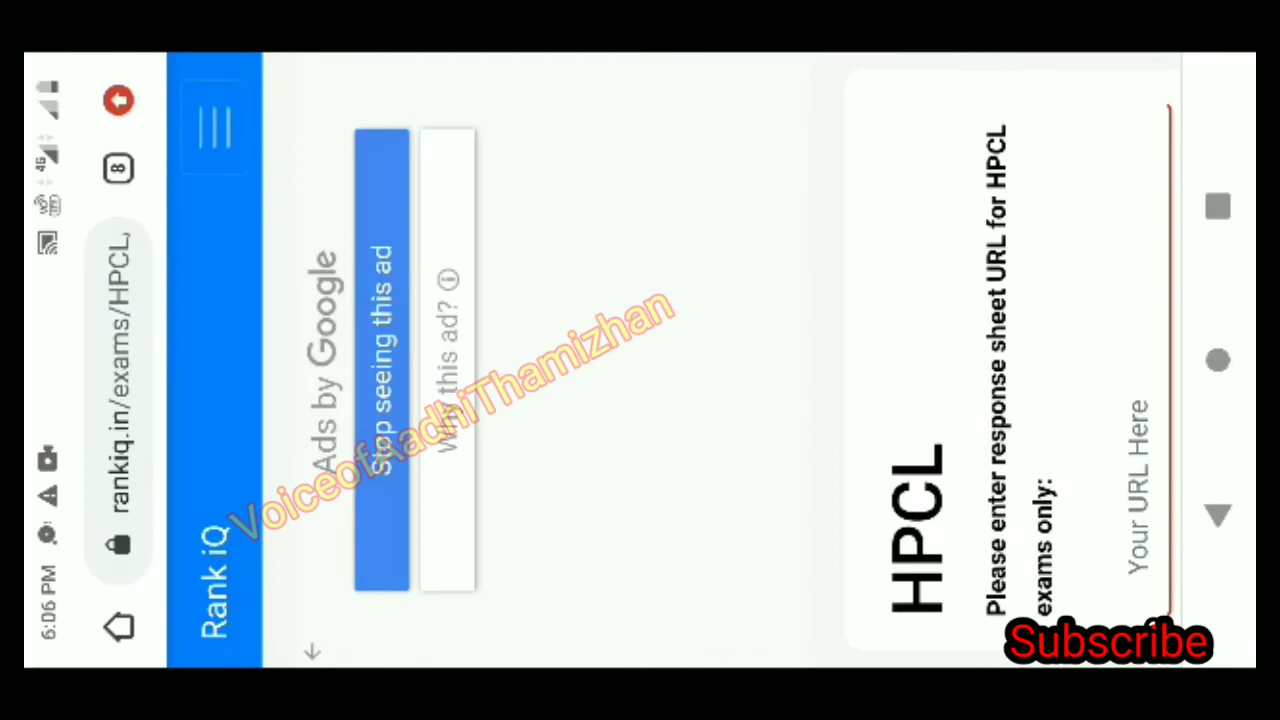 6:06 PM
4G
rankiq.in/exams/HPCL,
8
Rank iQ
Ads by Google
Stop seeing this ad
Why this ad?
HPCL
Please enter response sheet URL for HPCL
exams only:
Your URL Here
VoiceofAadhiThamizhan
Subscribe